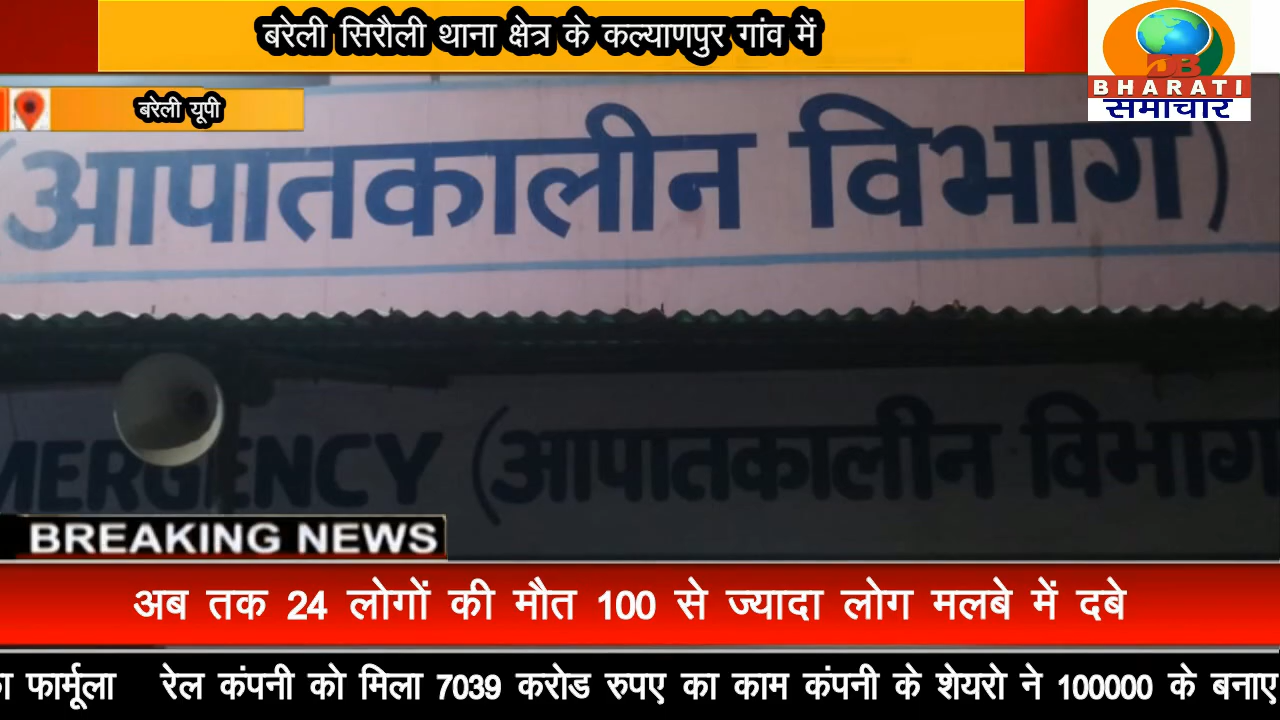 बरेली सिरौली थाना क्षेत्र के कल्याणपुर गांव में
DB
BHARATI
समाचार
बरेली यूपी
(आपातकालीन विभाग)
MERGENCY (आपातकालीन विभाग
BREAKING NEWS
अब तक 24 लोगों की मौत 100 से ज्यादा लोग मलबे में दबे
फार्मूला रेल कंपनी को मिला 7039 करोड रुपए का काम कंपनी के शेयरो ने 100000 के बनाए